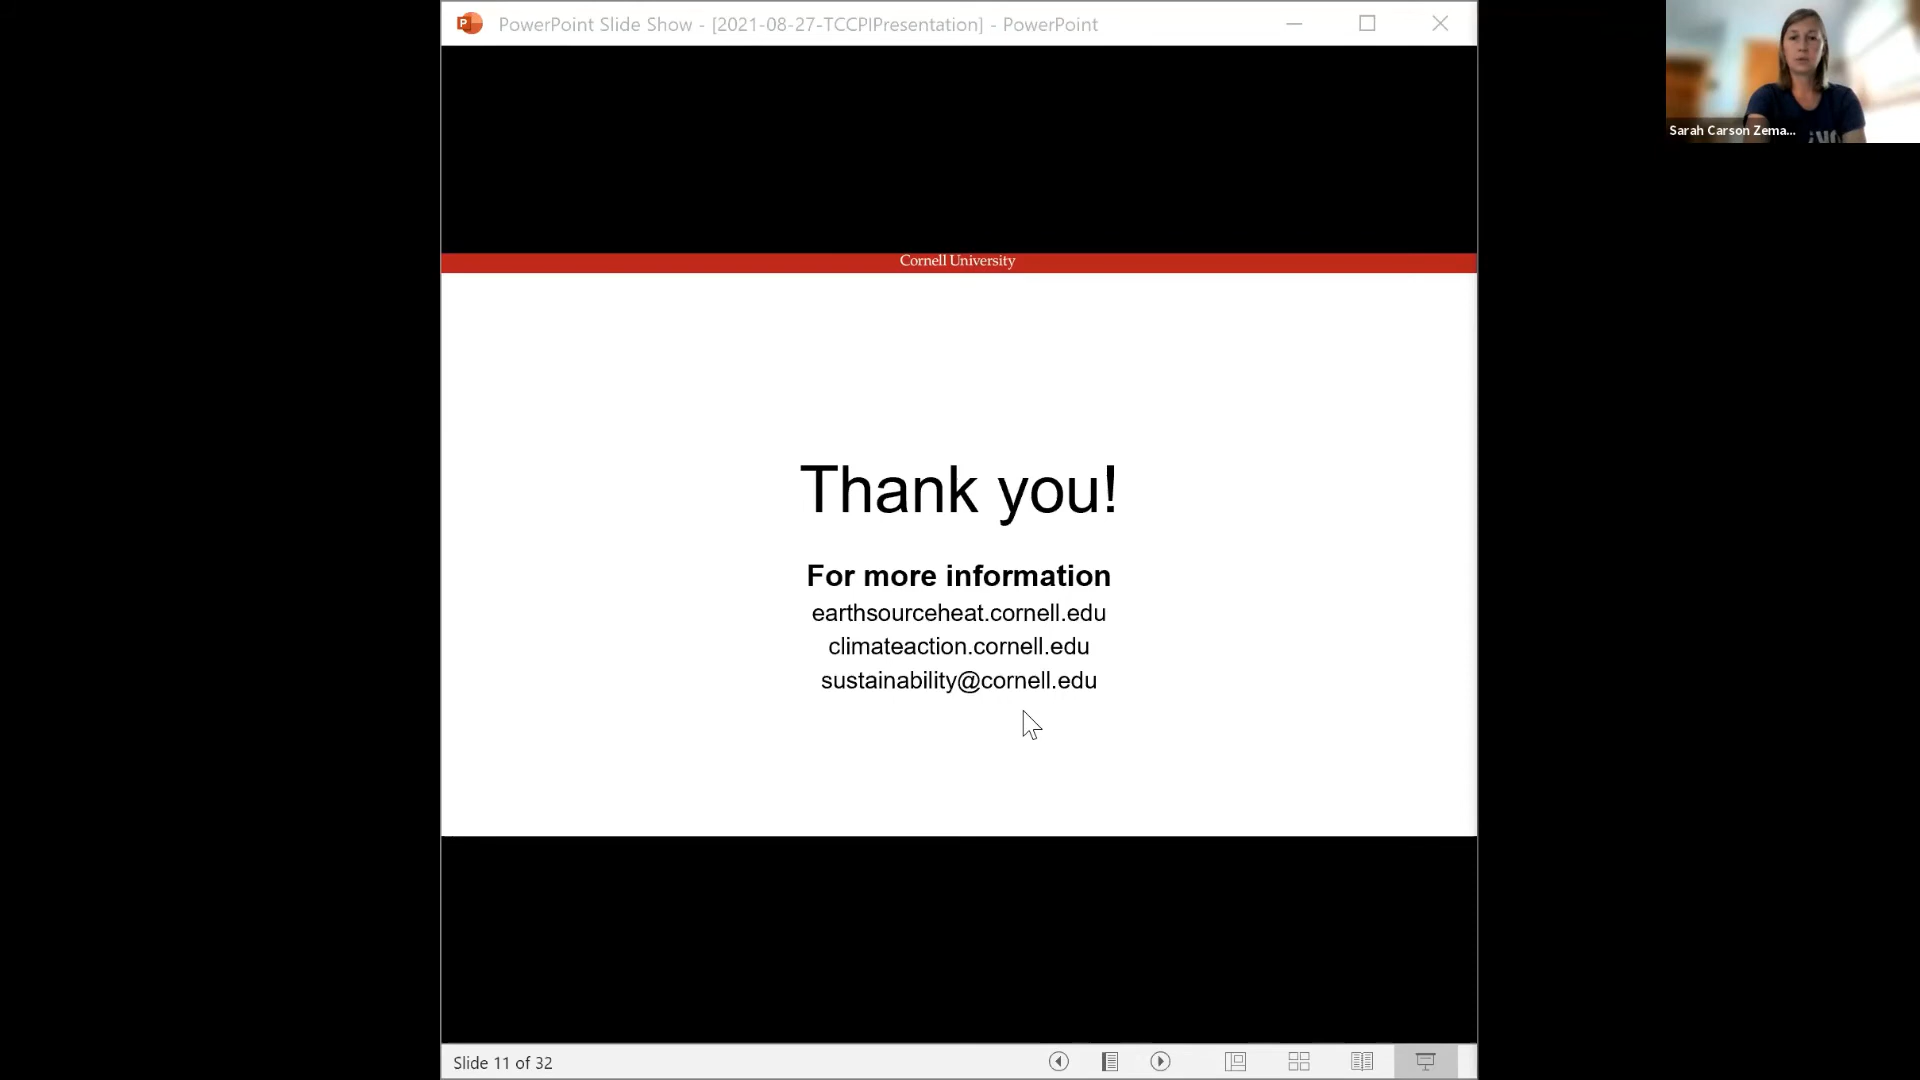 PowerPoint Slide Show - [2021-08-27-TCCPIPresentation] - PowerPoint
Sarah Carson Zema...
Cornell University
Thank you!
For more information
earthsourceheat.cornell.edu
climateaction.cornell.edu
sustainability@cornell.edu
Slide 11 of 32